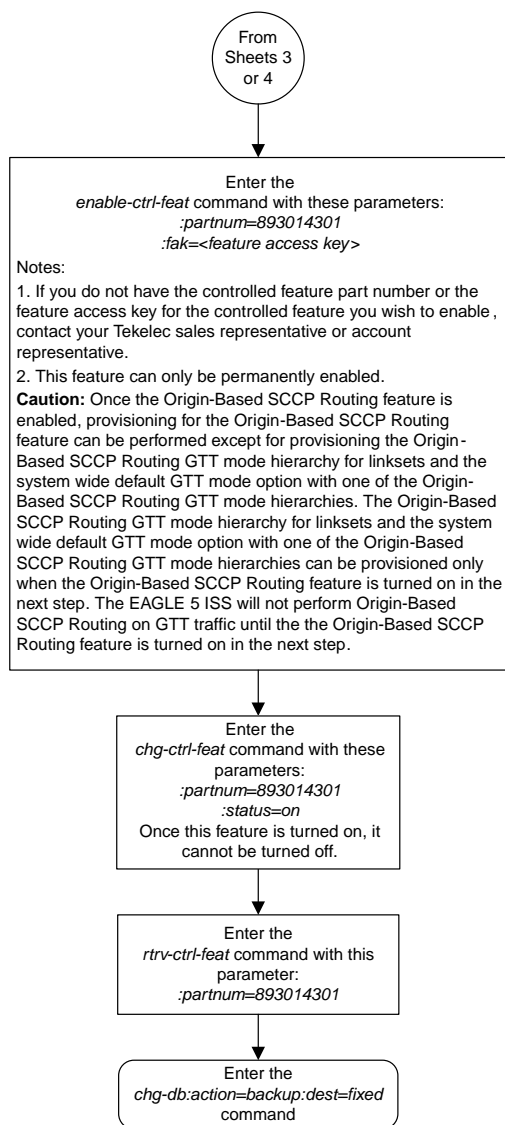 From
Sheets 3
or 4
Enter the
enable-ctrl-feat command with these parameters:
:partnum=893014301
:fak=<feature access key>
Notes:
1. If you do not have the controlled feature part number or the
feature access key for the controlled feature you wish to enable ,
contact your Tekelec sales representative or account
representative.
2. This feature can only be permanently enabled.
Caution: Once the Origin-Based SCCP Routing feature is
enabled, provisioning for the Origin-Based SCCP Routing
feature can be performed except for provisioning the Origin-
Based SCCP Routing GTT mode hierarchy for linksets and the
system wide default GTT mode option with one of the Origin-
Based SCCP Routing GTT mode hierarchies. The Origin-Based
SCCP Routing GTT mode hierarchy for linksets and the system
wide default GTT mode option with one of the Origin-Based
SCCP Routing GTT mode hierarchies can be provisioned only
when the Origin-Based SCCP Routing feature is turned on in the
next step. The EAGLE 5 ISS will not perform Origin-Based
SCCP Routing on GTT traffic until the the Origin-Based SCCP
Routing feature is turned on in the next step.
Enter the
chg-ctrl-feat command with these
parameters:
:partnum=893014301
:status=on
Once this feature is turned on, it
cannot be turned off.
Enter the
rtrv-ctrl-feat command with this
parameter:
:partnum=893014301
Enter the
chg-db:action=backup:dest=fixed
command